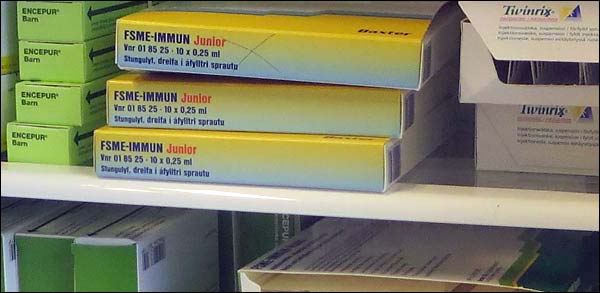 ENCEPUR®
Barn
ENCEPUR®
Barn
ENCEPUR®
Barn
ENCEPUR®
Barn
FSME-IMMUN Junior
Vnr 01 85 25 - 10 x 0,25 ml
Stungulyf, dreifa í áfylltri sprautu
Baxter
FSME-IMMUN Junior
Vnr 01 85 25 - 10 x 0,25 ml
Stungulyf, dreifa í áfylltri sprautu
FSME-IMMUN Junior
Vnr 01 85 25 - 10 x 0,25 ml
Stungulyf, dreifa í áfylltri sprautu
Twinrix
Twinrix
ENCEPUR